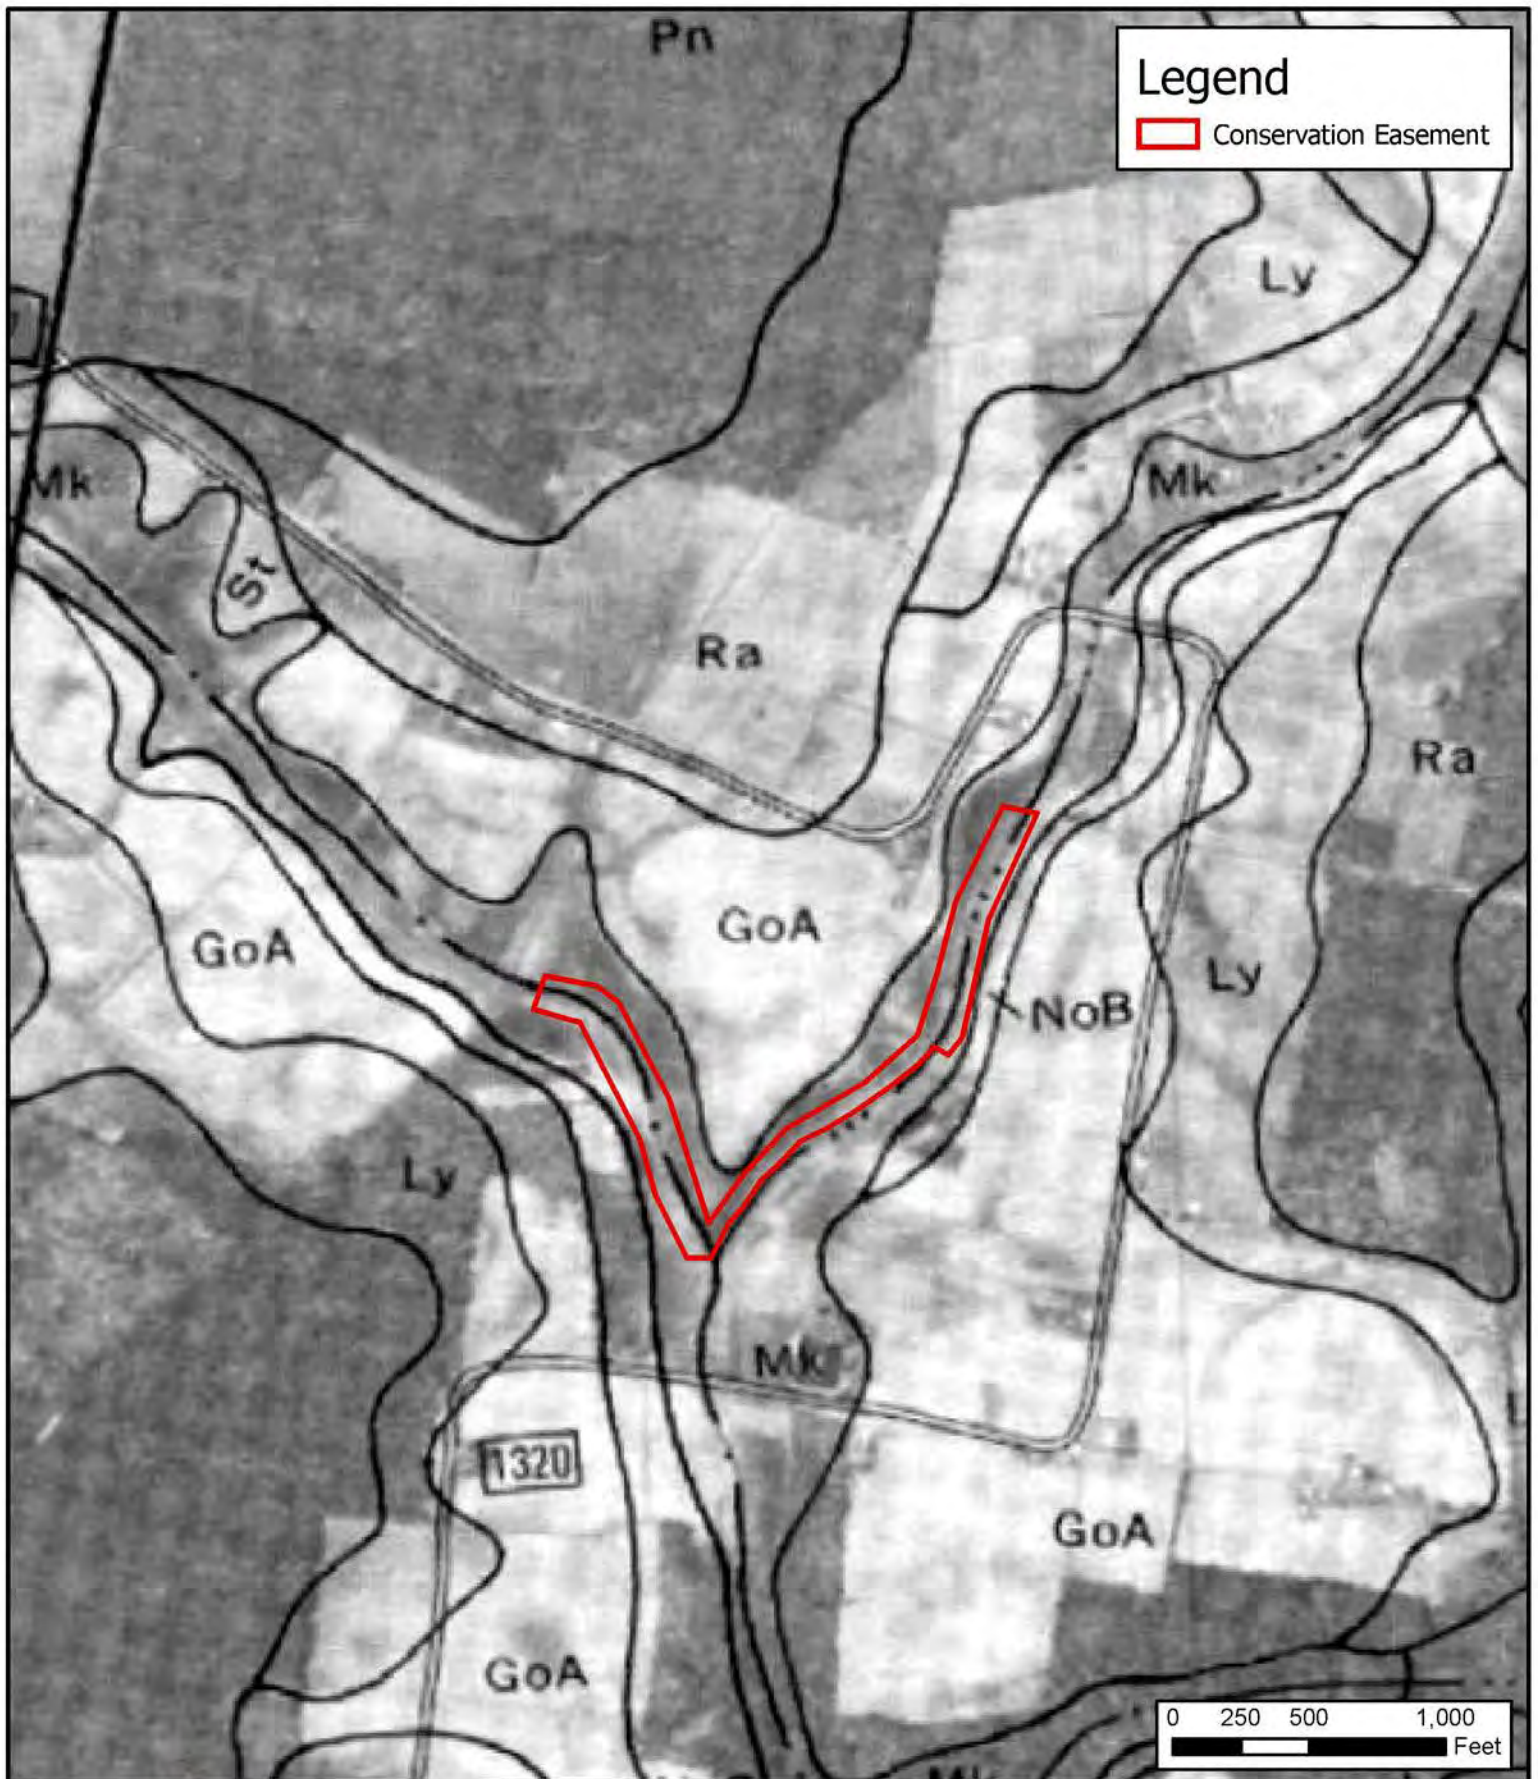 Pn
Legend
Conservation Easement
Ly
Mk
Mk
St
Ra
Ra
GoA
GoA
Ly
NoB
Ly
Mk
1320
GoA
GoA
0 250 500 1,000
Feet